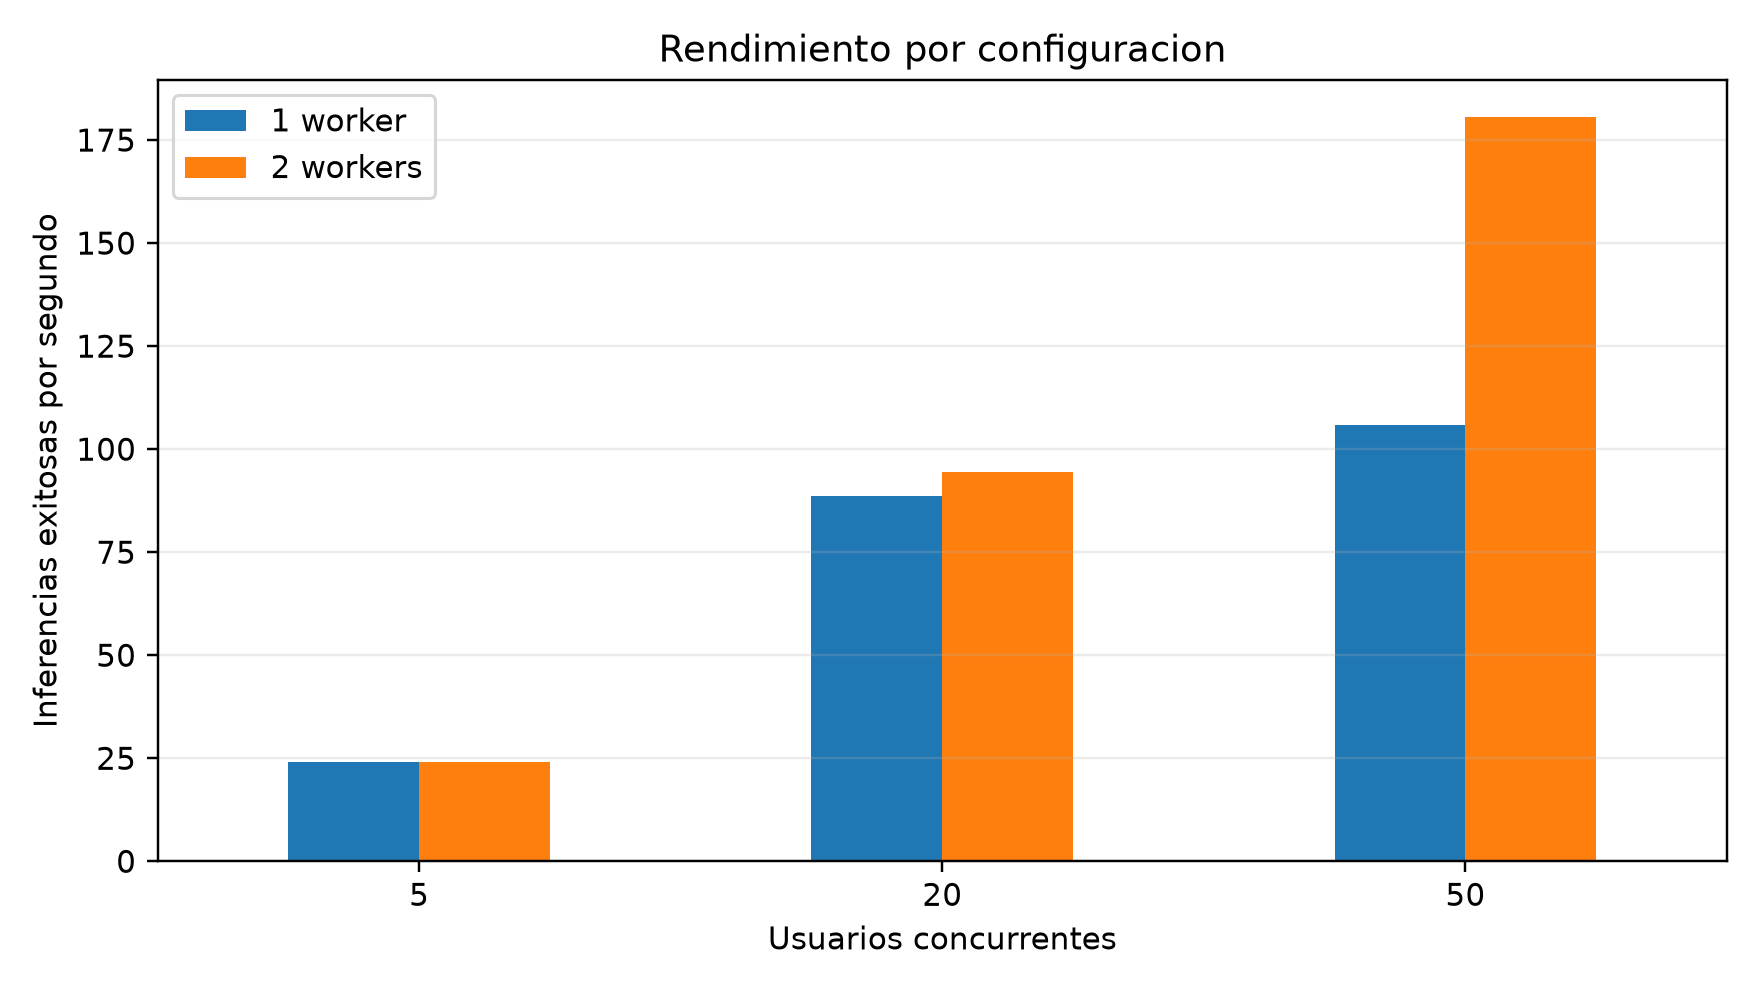 Rendimiento por configuracion
1 worker
2 workers
Inferencias exitosas por segundo
175
150
125
100
75
50
25
0
5
20
50
Usuarios concurrentes